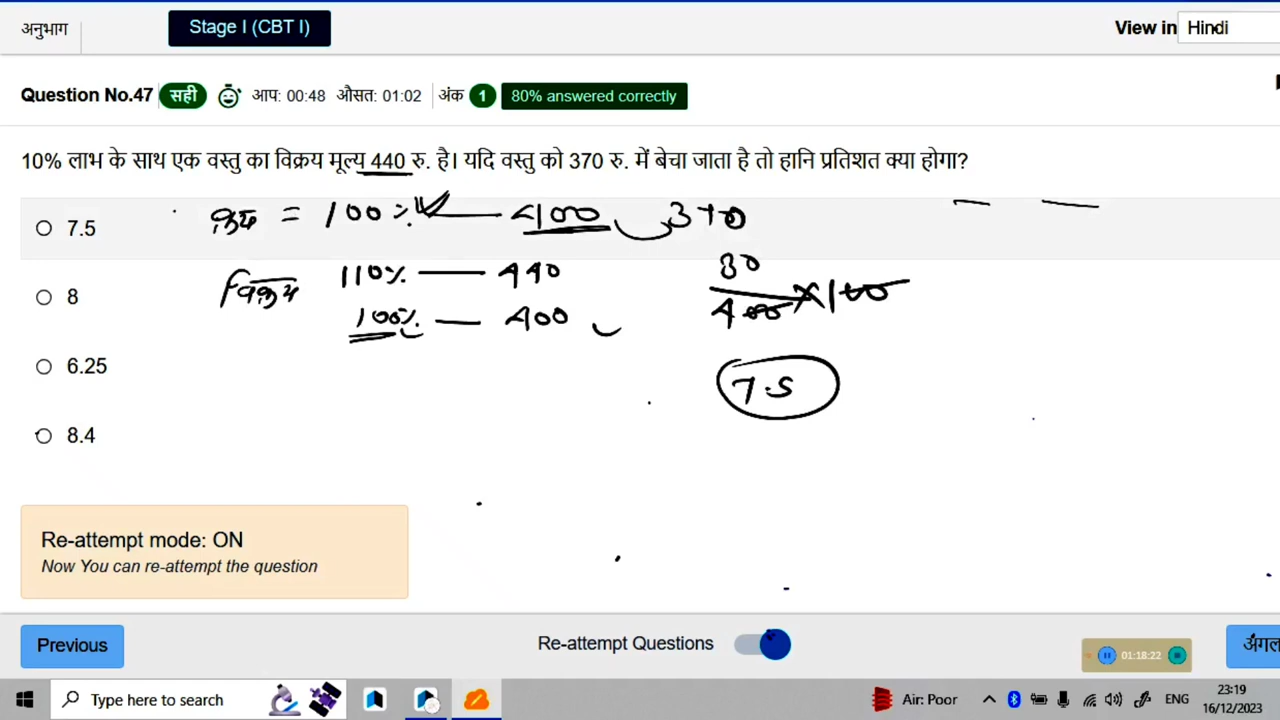 अनुभाग Stage I (CBT I) View in Hindi
Question No.47 सही आप: 00:48 औसत: 01:02 अंक 1 80% answered correctly
10% लाभ के साथ एक वस्तु का विक्रय मूल्य 440 रु. है। यदि वस्तु को 370 रु. में बेचा जाता है तो हानि प्रतिशत क्या होगा?
7.5
क्रय = 100% 400 370
8
विक्रय 110% — 440
30
400 × 100
100% — 400
6.25
7.5
8.4
Re-attempt mode: ON
Now You can re-attempt the question
Previous Re-attempt Questions 01:18:22
Type here to search Air: Poor ENG 23:19
16/12/2023